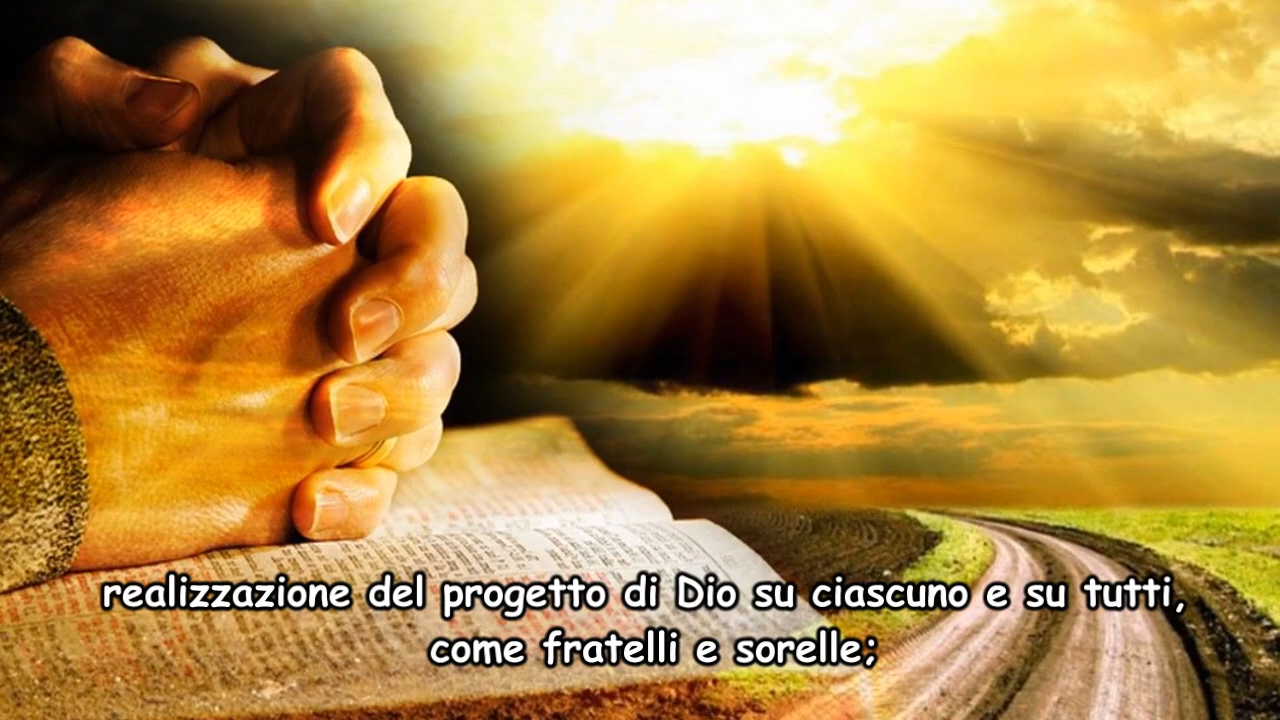 realizzazione del progetto di Dio su ciascuno e su tutti,
come fratelli e sorelle;